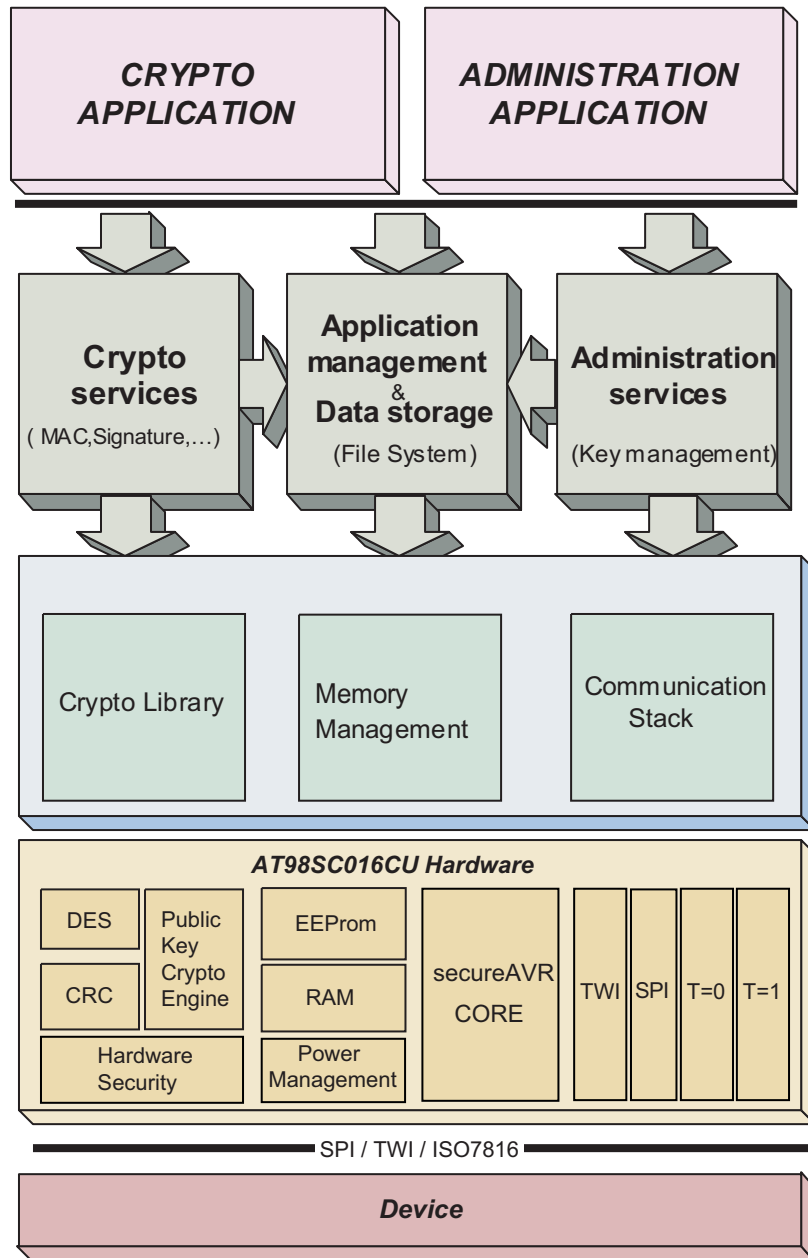 CRYPTO
APPLICATION
ADMINISTRATION
APPLICATION
Crypto
services
( MAC,Signature,…)
Application
management
&
Data storage
(File System)
Administration
services
(Key management)
Crypto Library
Memory
Management
Communication
Stack
AT98SC016CU Hardware
DES
CRC
Public
Key
Crypto
Engine
Hardware
Security
EEProm
RAM
Power
Management
secureAVR
CORE
TWI
SPI
T=0
T=1
SPI / TWI / ISO7816
Device